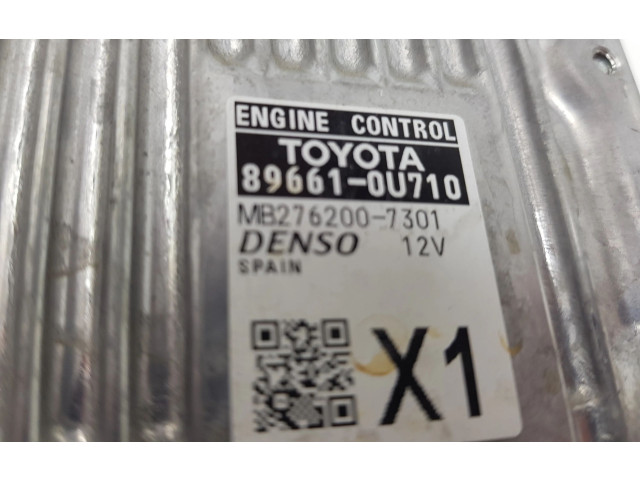 ENGINE CONTROL
TOYOTA
89661-0U710
MB276200-7301
DENSO 12V
SPAIN
X1